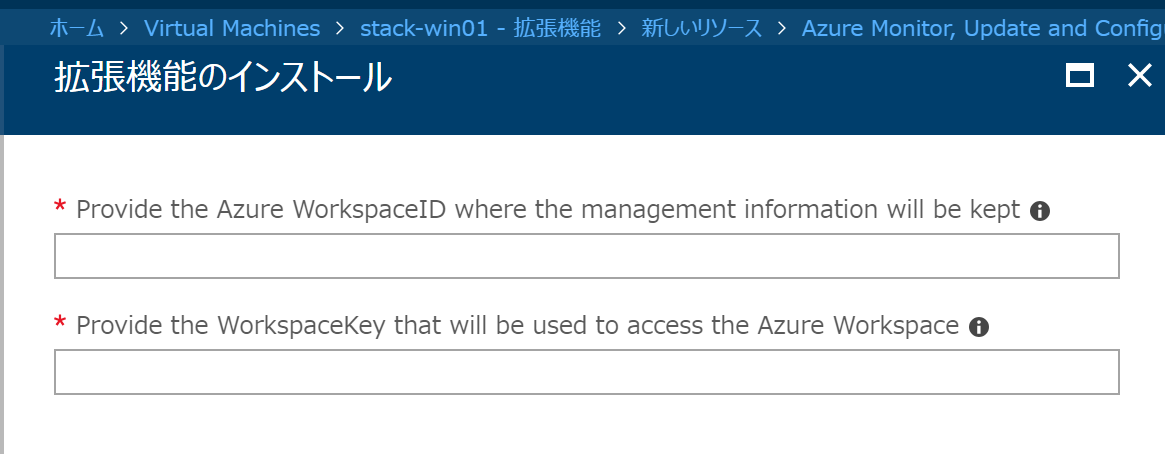 ホーム > Virtual Machines > stack-win01 - 拡張機能 > 新しいリソース > Azure Monitor, Update and Config
拡張機能のインストール
* Provide the Azure WorkspaceID where the management information will be kept
* Provide the WorkspaceKey that will be used to access the Azure Workspace